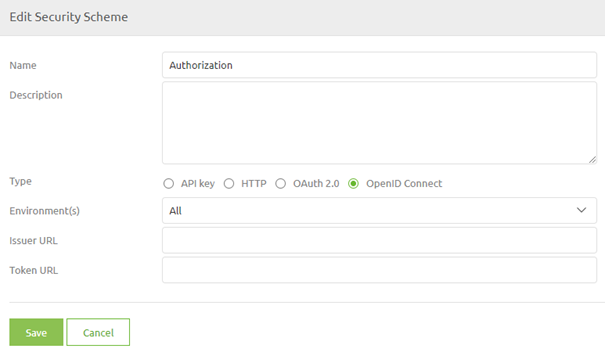 Edit Security Scheme
Name
Authorization
Description
Type
API key HTTP OAuth 2.0 OpenID Connect
Environment(s)
All
Issuer URL
Token URL
Save Cancel